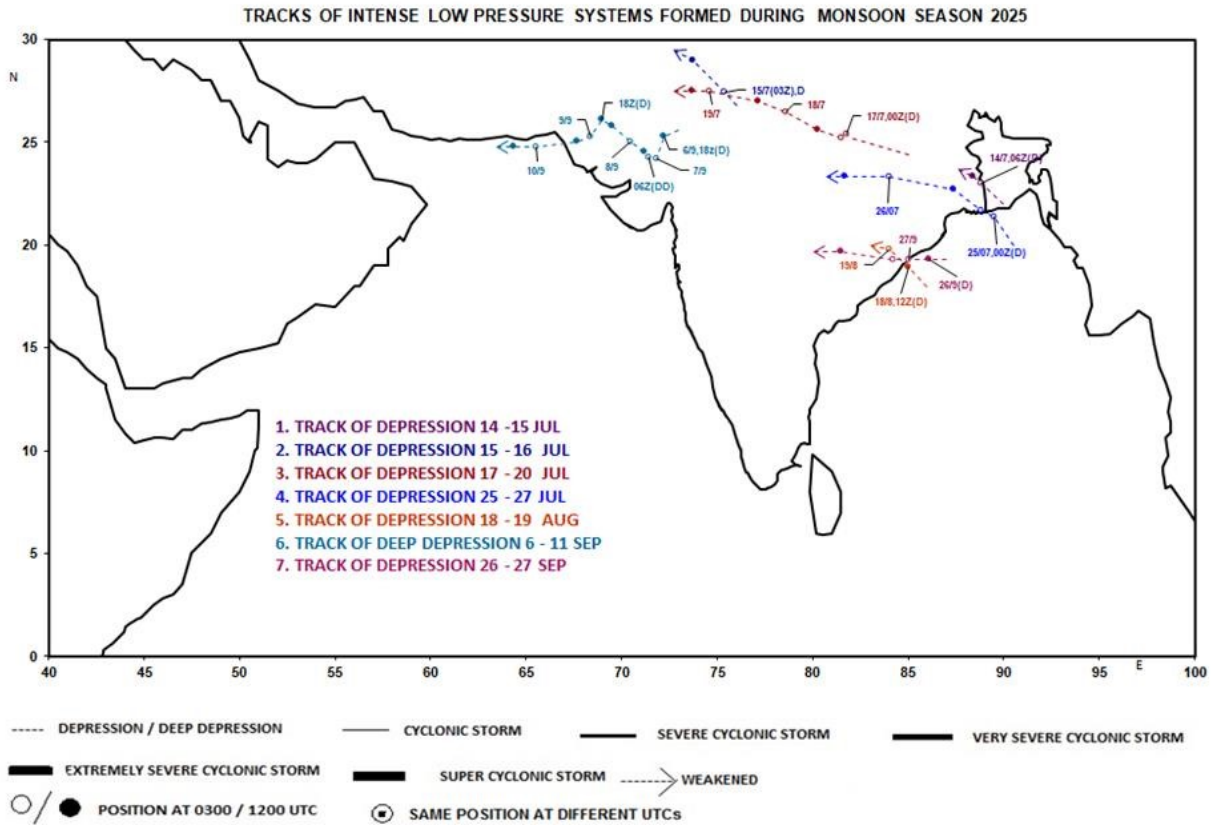 TRACKS OF INTENSE LOW PRESSURE SYSTEMS FORMED DURING MONSOON SEASON 2025
30
N
25
20
15
10
5
0
15/7(03Z),D
18Z(D)
19/7
18/7
17/7,00Z(D)
9/9
6/9,18z(D)
10/9
8/9
7/9
06Z(DD)
14/7,06Z(D)
26/07
25/07,00Z(D)
27/9
19/8
26/9(D)
18/8,12Z(D)
1. TRACK OF DEPRESSION 14 -15 JUL
2. TRACK OF DEPRESSION 15 - 16 JUL
3. TRACK OF DEPRESSION 17 - 20 JUL
4. TRACK OF DEPRESSION 25 - 27 JUL
5. TRACK OF DEPRESSION 18 - 19 AUG
6. TRACK OF DEEP DEPRESSION 6 - 11 SEP
7. TRACK OF DEPRESSION 26 - 27 SEP
40 45 50 55 60 65 70 75 80 85 90 95 E 100
DEPRESSION / DEEP DEPRESSION CYCLONIC STORM SEVERE CYCLONIC STORM VERY SEVERE CYCLONIC STORM
EXTREMELY SEVERE CYCLONIC STORM SUPER CYCLONIC STORM WEAKENED
POSITION AT 0300 / 1200 UTC SAME POSITION AT DIFFERENT UTCs